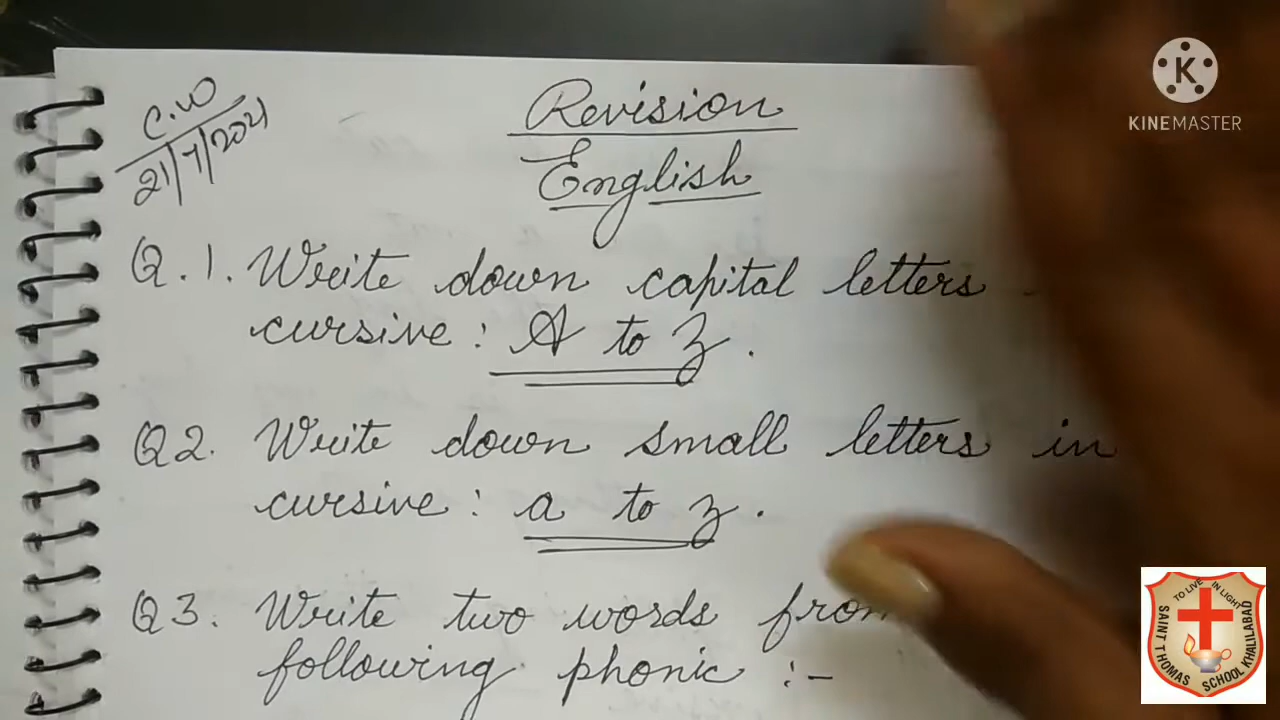 C.W
21/7/2021
Revision
English
Q.1. Write down capital letters
cursive: A to Z.
Q2. Write down small letters in
cursive: a to z.
Q3. Write two words from
following phonic :-
K
KINEMASTER
TO LIVE IN LIGHT
SAINT THOMAS SCHOOL KHALILABAD